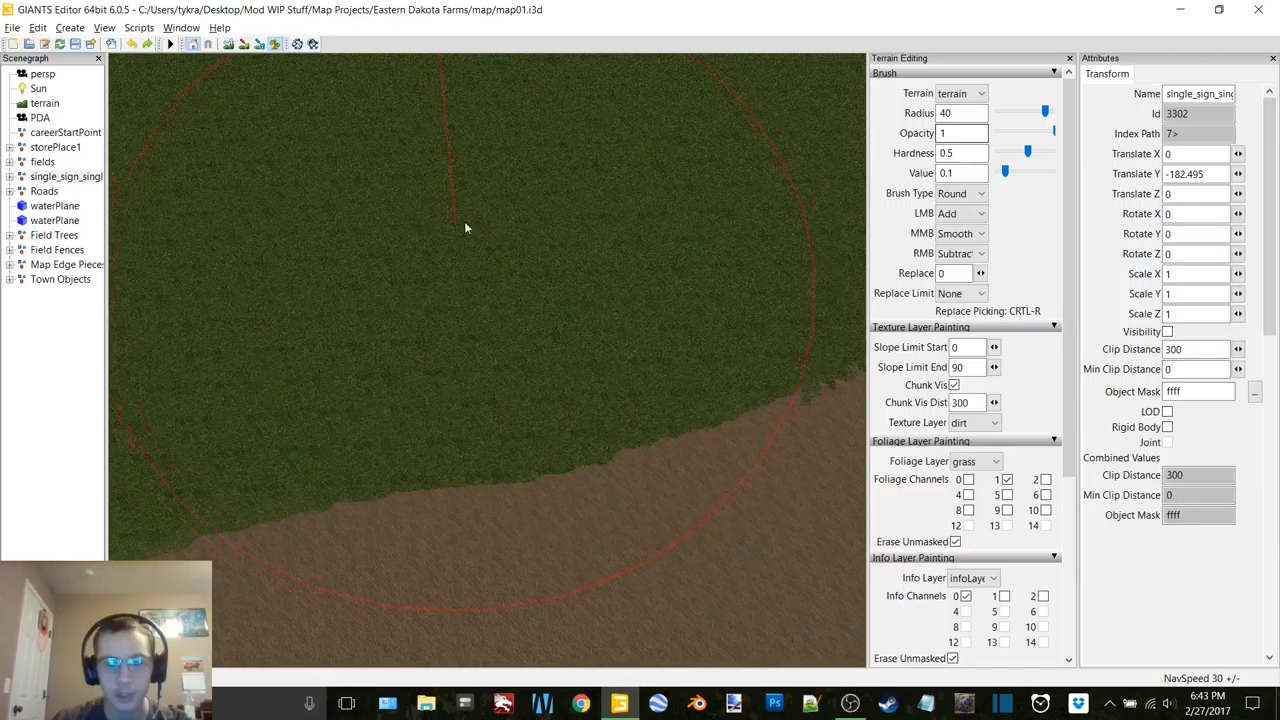 GIANTS Editor 64bit 6.0.5 - C:/Users/tykra/Desktop/Mod WIP Stuff/Map Projects/Eastern Dakota Farms/map/map01.i3d
File Edit Create View Scripts Window Help
Scenegraph
persp
Sun
terrain
PDA
careerStartPoint
storePlace1
fields
single_sign_singl
Roads
waterPlane
waterPlane
Field Trees
Field Fences
Map Edge Piece
Town Objects
Terrain Editing
Brush
Terrain terrain
Radius 40
Opacity 1
Hardness 0.5
Value 0.1
Brush Type Round
LMB Add
MMB Smooth
RMB Subtract
Replace 0
Replace Limit None
Replace Picking: CRTL-R
Texture Layer Painting
Slope Limit Start 0
Slope Limit End 90
Chunk Vis
Chunk Vis Dist 300
Texture Layer dirt
Foliage Layer Painting
Foliage Layer grass
Foliage Channels 0 1 2
4 5 6
8 9 10
12 13 14
Erase Unmasked
Info Layer Painting
Info Layer infoLaye
Info Channels 0 1 2
4 5 6
8 9 10
12 13 14
Erase Unmasked
Attributes
Transform
Name single_sign_sing
Id 3302
Index Path 7>
Translate X 0
Translate Y -182.495
Translate Z 0
Rotate X 0
Rotate Y 0
Rotate Z 0
Scale X 1
Scale Y 1
Scale Z 1
Visibility
Clip Distance 300
Min Clip Distance 0
Object Mask ffff ...
LOD
Rigid Body
Joint
Combined Values
Clip Distance 300
Min Clip Distance 0
Object Mask ffff
NavSpeed 30 +/-
6:43 PM
2/27/2017